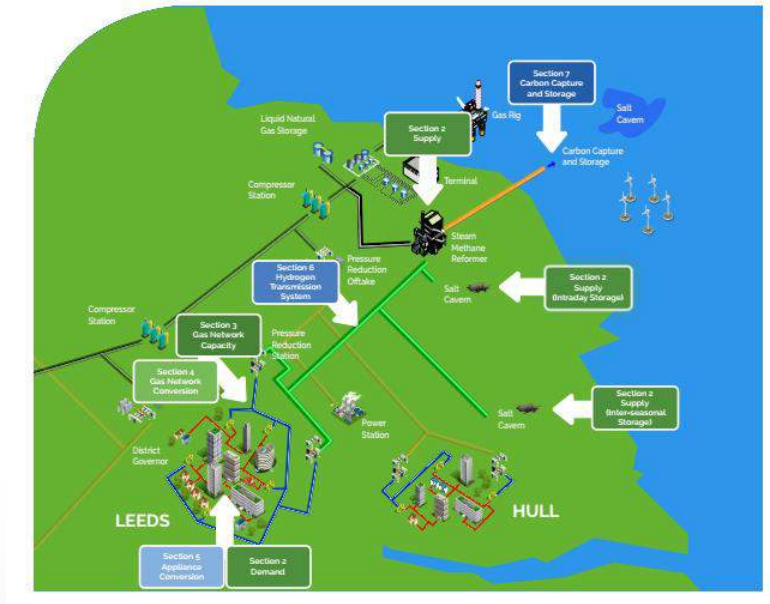 Section 7
Carbon Capture
and Storage
Salt
Cavern
Gas Rig
Liquid Natural
Gas Storage
Section 2
Supply
Carbon Capture
and Storage
Terminal
Compressor
Station
Steam
Methane
Reformer
Pressure
Reduction
Offtake
Section 6
Hydrogen
Transmission
System
Salt
Cavern
Section 2
Supply
(Intraday Storage)
Compressor
Station
Section 3
Gas Network
Capacity
Pressure
Reduction
Station
Section 4
Gas Network
Conversion
Section 2
Supply
(Inter-seasonal
Storage)
Salt
Cavern
Power
Station
District
Governor
LEEDS
HULL
Section 5
Appliance
Conversion
Section 2
Demand